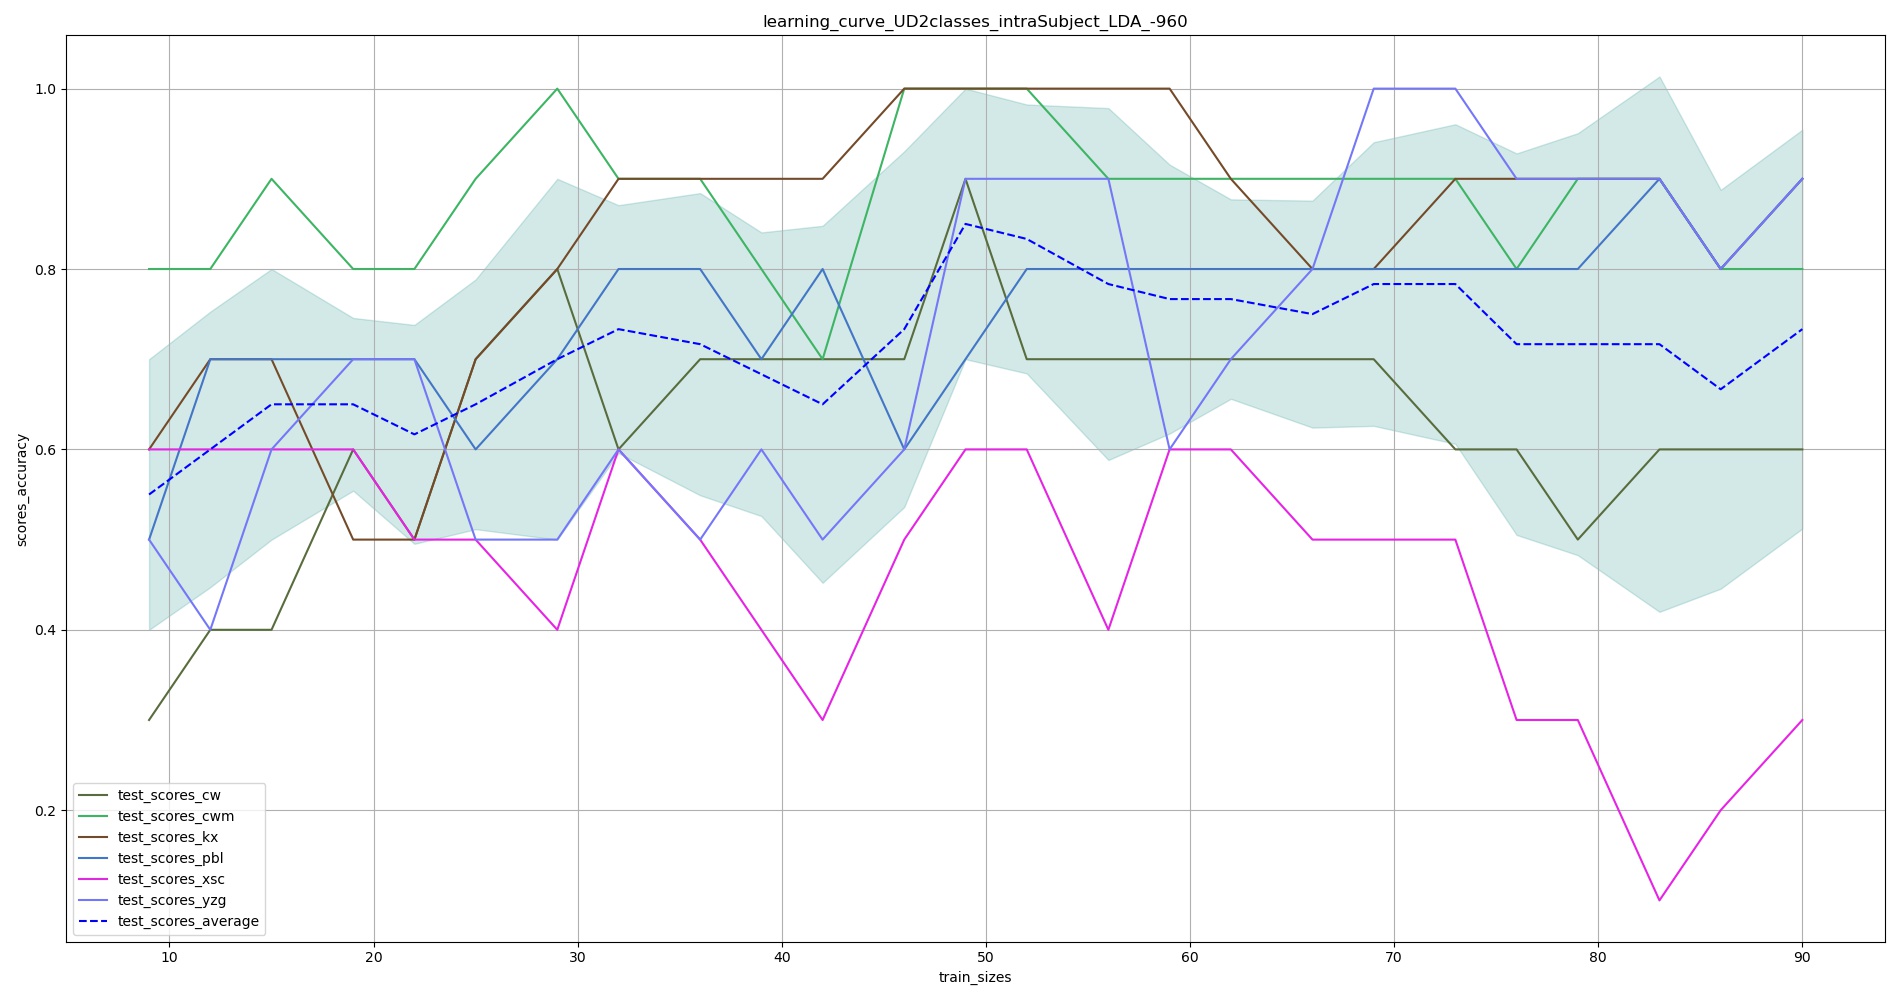 learning_curve_UD2classes_intraSubject_LDA_-960
scores_accuracy
1.0
0.8
0.6
0.4
0.2
test_scores_cw
test_scores_cwm
test_scores_kx
test_scores_pbl
test_scores_xsc
test_scores_yzg
test_scores_average
10 20 30 40 50 60 70 80 90
train_sizes